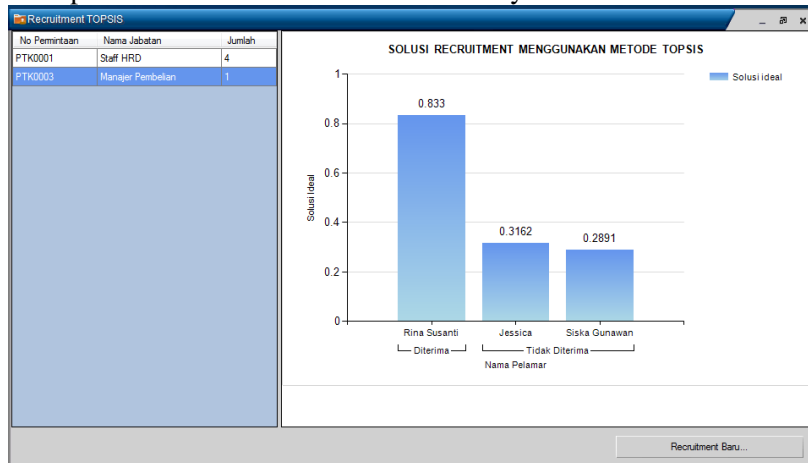 Recruitment TOPSIS
No Pemintaan Nama Jabatan Jumlah
PTK0001 Staff HRD 4
PTK0003 Manajer Pembelian 1
SOLUSI RECRUITMENT MENGGUNAKAN METODE TOPSIS
Solusi ideal
Solusi Ideal
1
0.8
0.6
0.4
0.2
0
0.833
0.3162
0.2891
Rina Susanti Jessica Siska Gunawan
Diterima Tidak Diterima
Nama Pelamar
Recruitment Baru...